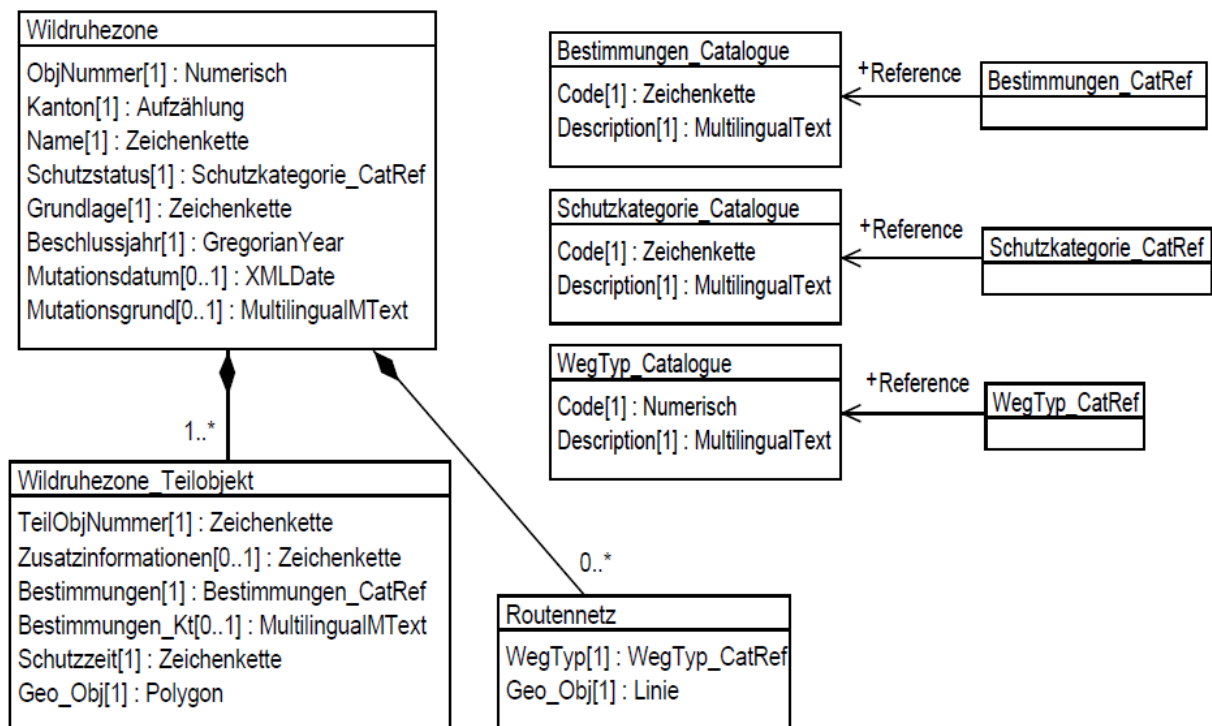 Wildruhezone
ObjNummer[1] : Numerisch
Kanton[1] : Aufzählung
Name[1] : Zeichenkette
Schutzstatus[1] : Schutzkategorie_CatRef
Grundlage[1] : Zeichenkette
Beschlussjahr[1] : GregorianYear
Mutationsdatum[0..1] : XMLDate
Mutationsgrund[0..1] : MultilingualMText
1..*
Wildruhezone_Teilobjekt
TeilObjNummer[1] : Zeichenkette
Zusatzinformationen[0..1] : Zeichenkette
Bestimmungen[1] : Bestimmungen_CatRef
Bestimmungen_Kt[0..1] : MultilingualMText
Schutzzeit[1] : Zeichenkette
Geo_Obj[1] : Polygon
0..*
Routennetz
WegTyp[1] : WegTyp_CatRef
Geo_Obj[1] : Linie
Bestimmungen_Catalogue
Code[1] : Zeichenkette
Description[1] : MultilingualText
+Reference
Bestimmungen_CatRef
Schutzkategorie_Catalogue
Code[1] : Zeichenkette
Description[1] : MultilingualText
+Reference
Schutzkategorie_CatRef
WegTyp_Catalogue
Code[1] : Numerisch
Description[1] : MultilingualText
+Reference
WegTyp_CatRef